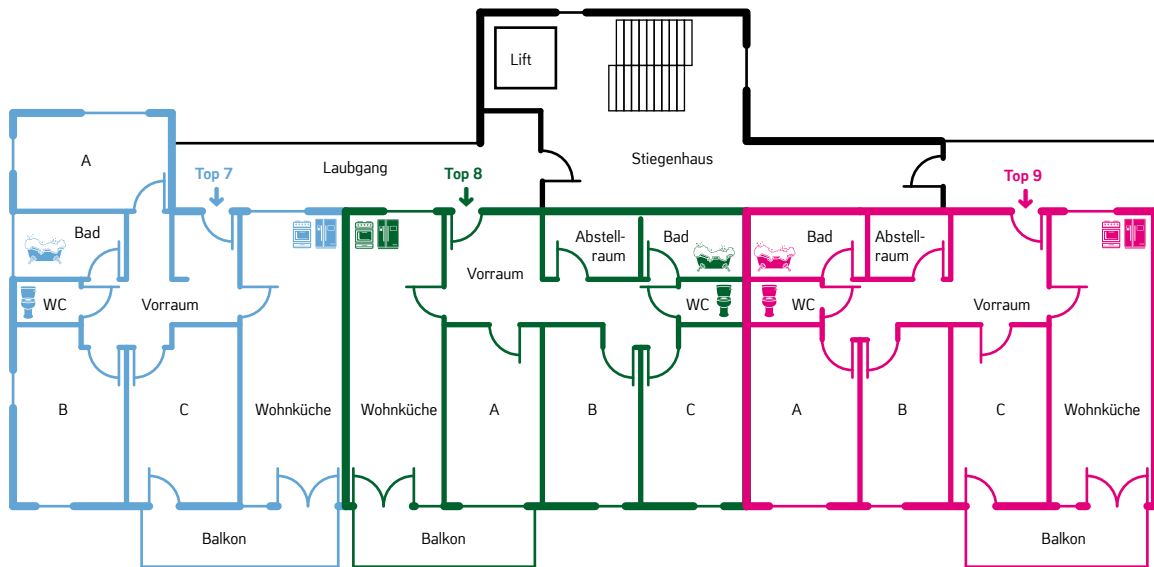 Lift
A
Laubgang
Stiegenhaus
Top 7
Top 8
Top 9
Bad
Abstell-
raum
Bad
Bad
Abstell-
raum
Vorraum
WC
Vorraum
WC
WC
Vorraum
B
C
Wohnküche
Wohnküche
A
B
C
A
B
C
Wohnküche
Balkon
Balkon
Balkon